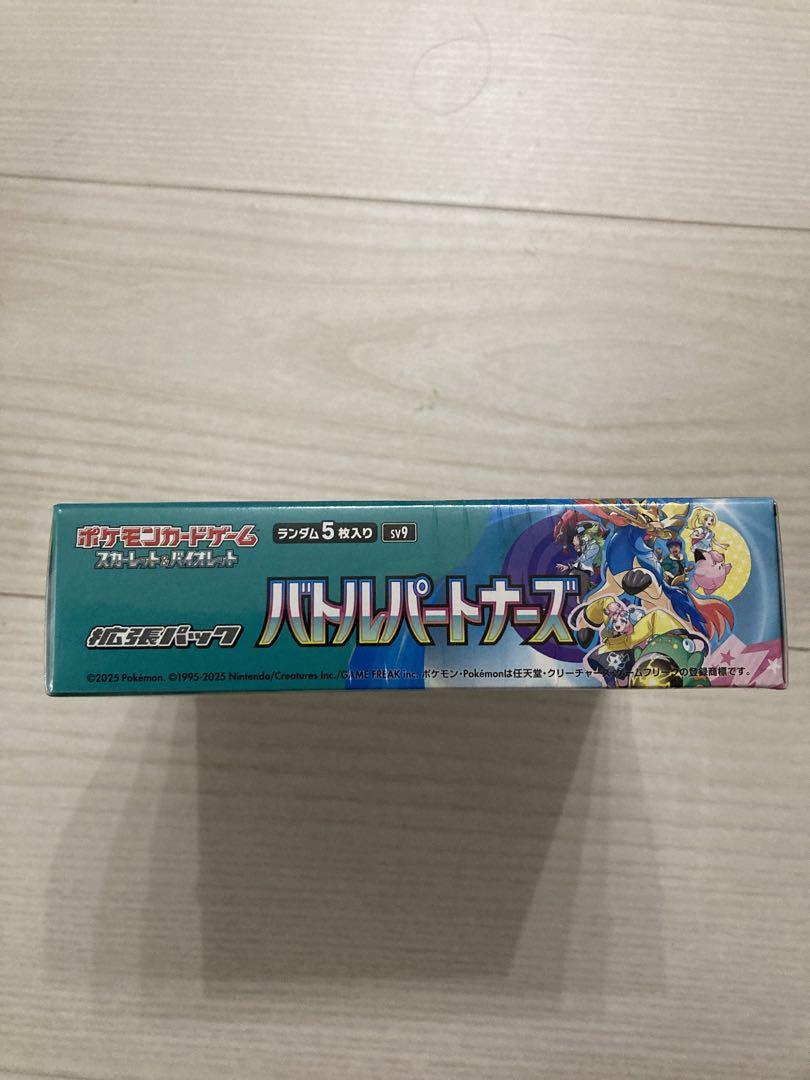 ポケモンカードゲーム
スカーレット&バイオレット
ランダム5枚入り
sv9
拡張パック
バトルパートナーズ
©2025 Pokémon. ©1995-2025 Nintendo/Creatures Inc./GAME FREAK inc. ポケモン・Pokémonは任天堂・クリーチャーズ・ゲームフリークの登録商標です。